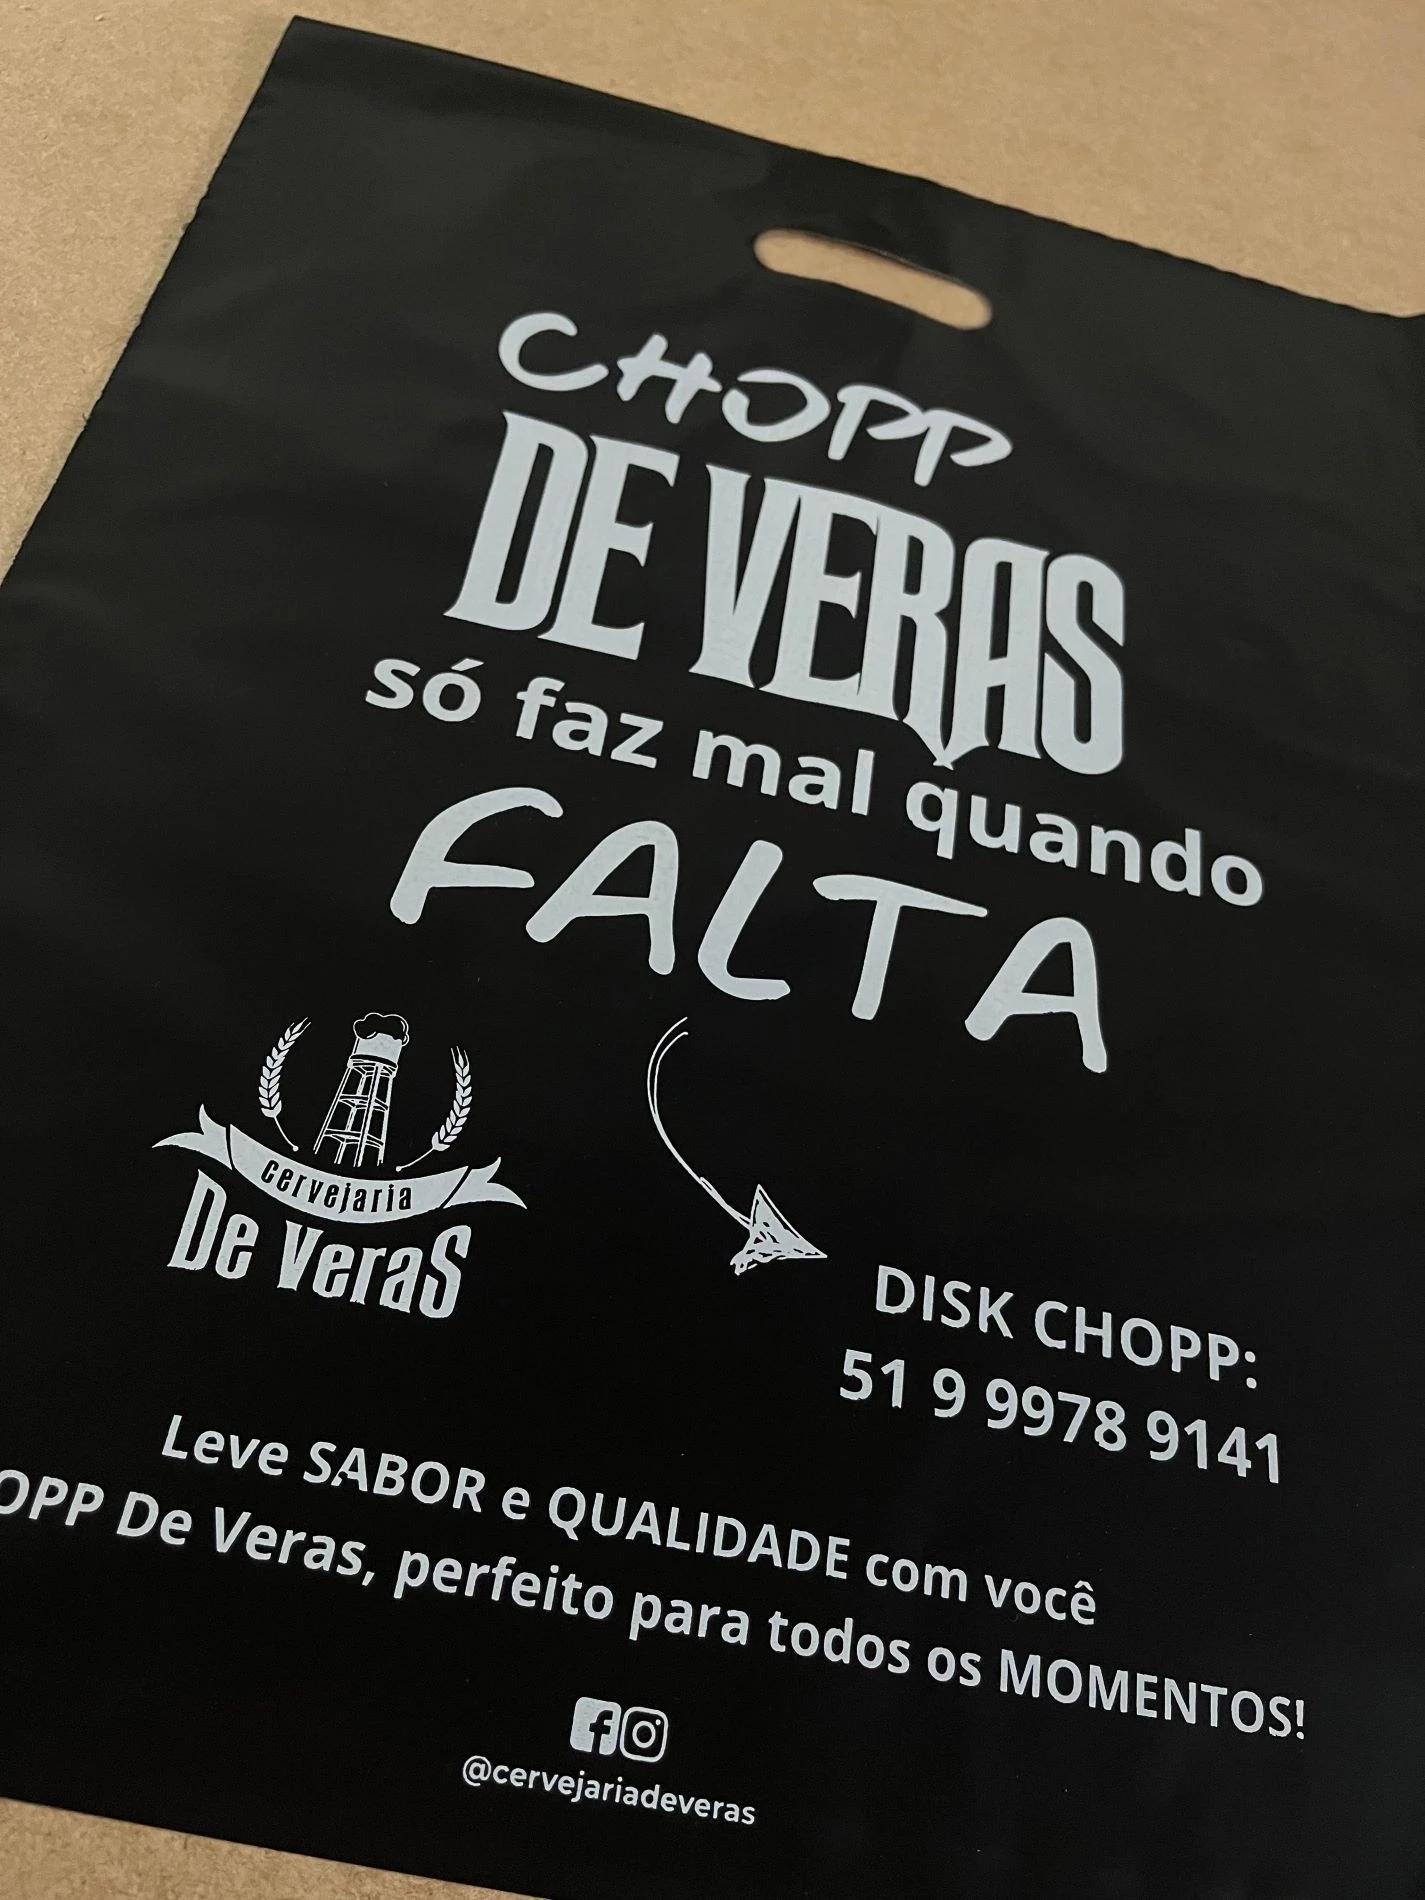 CHOPP
DE VERAS
só faz mal quando
FALTA
cervejaria
De VeraS
DISK CHOPP:
51 9 9978 9141
Leve SABOR e QUALIDADE com você
OPP De Veras, perfeito para todos os MOMENTOS!
@cervejariadeveras